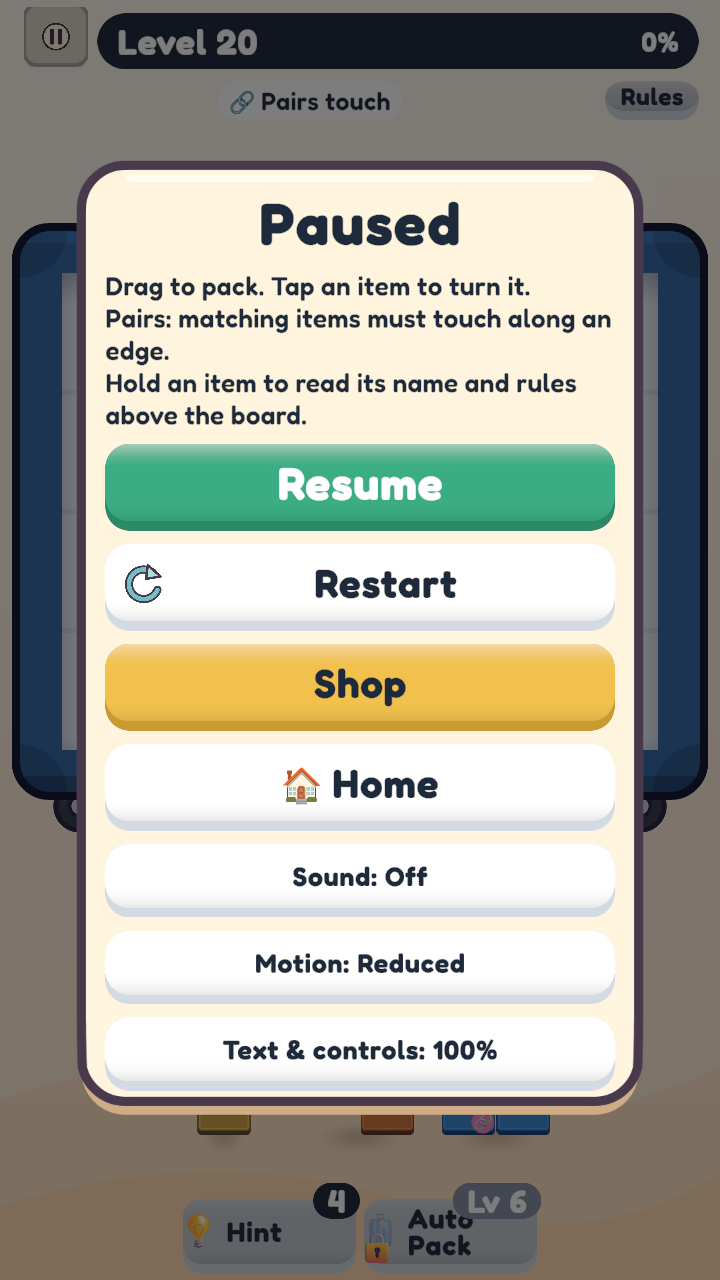 Level 20
0%
🔗 Pairs touch
Rules
Paused
Drag to pack. Tap an item to turn it.
Pairs: matching items must touch along an
edge.
Hold an item to read its name and rules
above the board.
Resume
Restart
Shop
🏠 Home
Sound: Off
Motion: Reduced
Text & controls: 100%
4
Lv 6
Hint
Auto
Pack